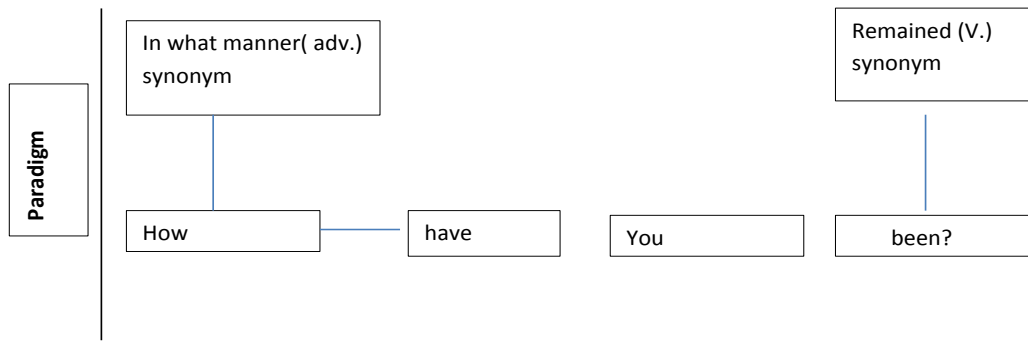 In what manner( adv.)
synonym
Remained (V.)
synonym
Paradigm
How have You been?